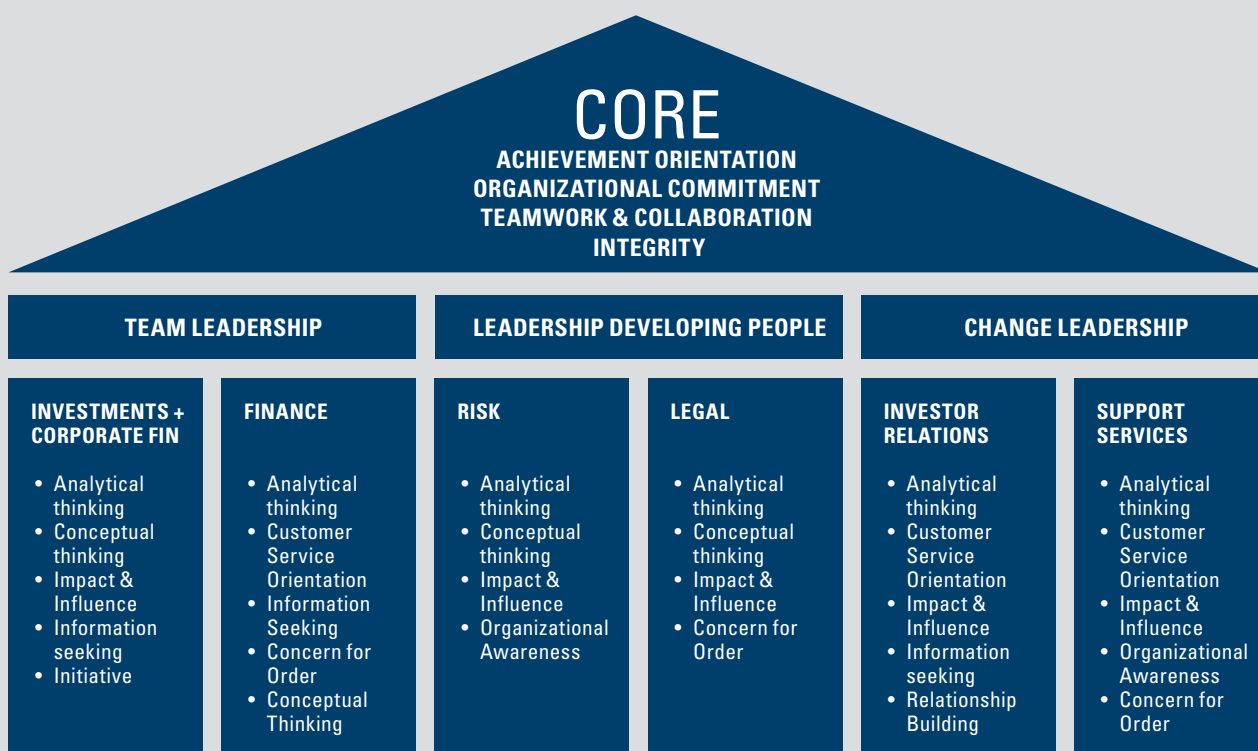 CORE
ACHIEVEMENT ORIENTATION
ORGANIZATIONAL COMMITMENT
TEAMWORK & COLLABORATION
INTEGRITY
TEAM LEADERSHIP
LEADERSHIP DEVELOPING PEOPLE
CHANGE LEADERSHIP
INVESTMENTS +
CORPORATE FIN
• Analytical
thinking
• Conceptual
thinking
• Impact &
Influence
• Information
seeking
• Initiative
FINANCE
• Analytical
thinking
• Customer
Service
Orientation
• Information
Seeking
• Concern for
Order
• Conceptual
Thinking
RISK
• Analytical
thinking
• Conceptual
thinking
• Impact &
Influence
• Organizational
Awareness
LEGAL
• Analytical
thinking
• Conceptual
thinking
• Impact &
Influence
• Concern for
Order
INVESTOR
RELATIONS
• Analytical
thinking
• Customer
Service
Orientation
• Impact &
Influence
• Information
seeking
• Relationship
Building
SUPPORT
SERVICES
• Analytical
thinking
• Customer
Service
Orientation
• Impact &
Influence
• Organizational
Awareness
• Concern for
Order